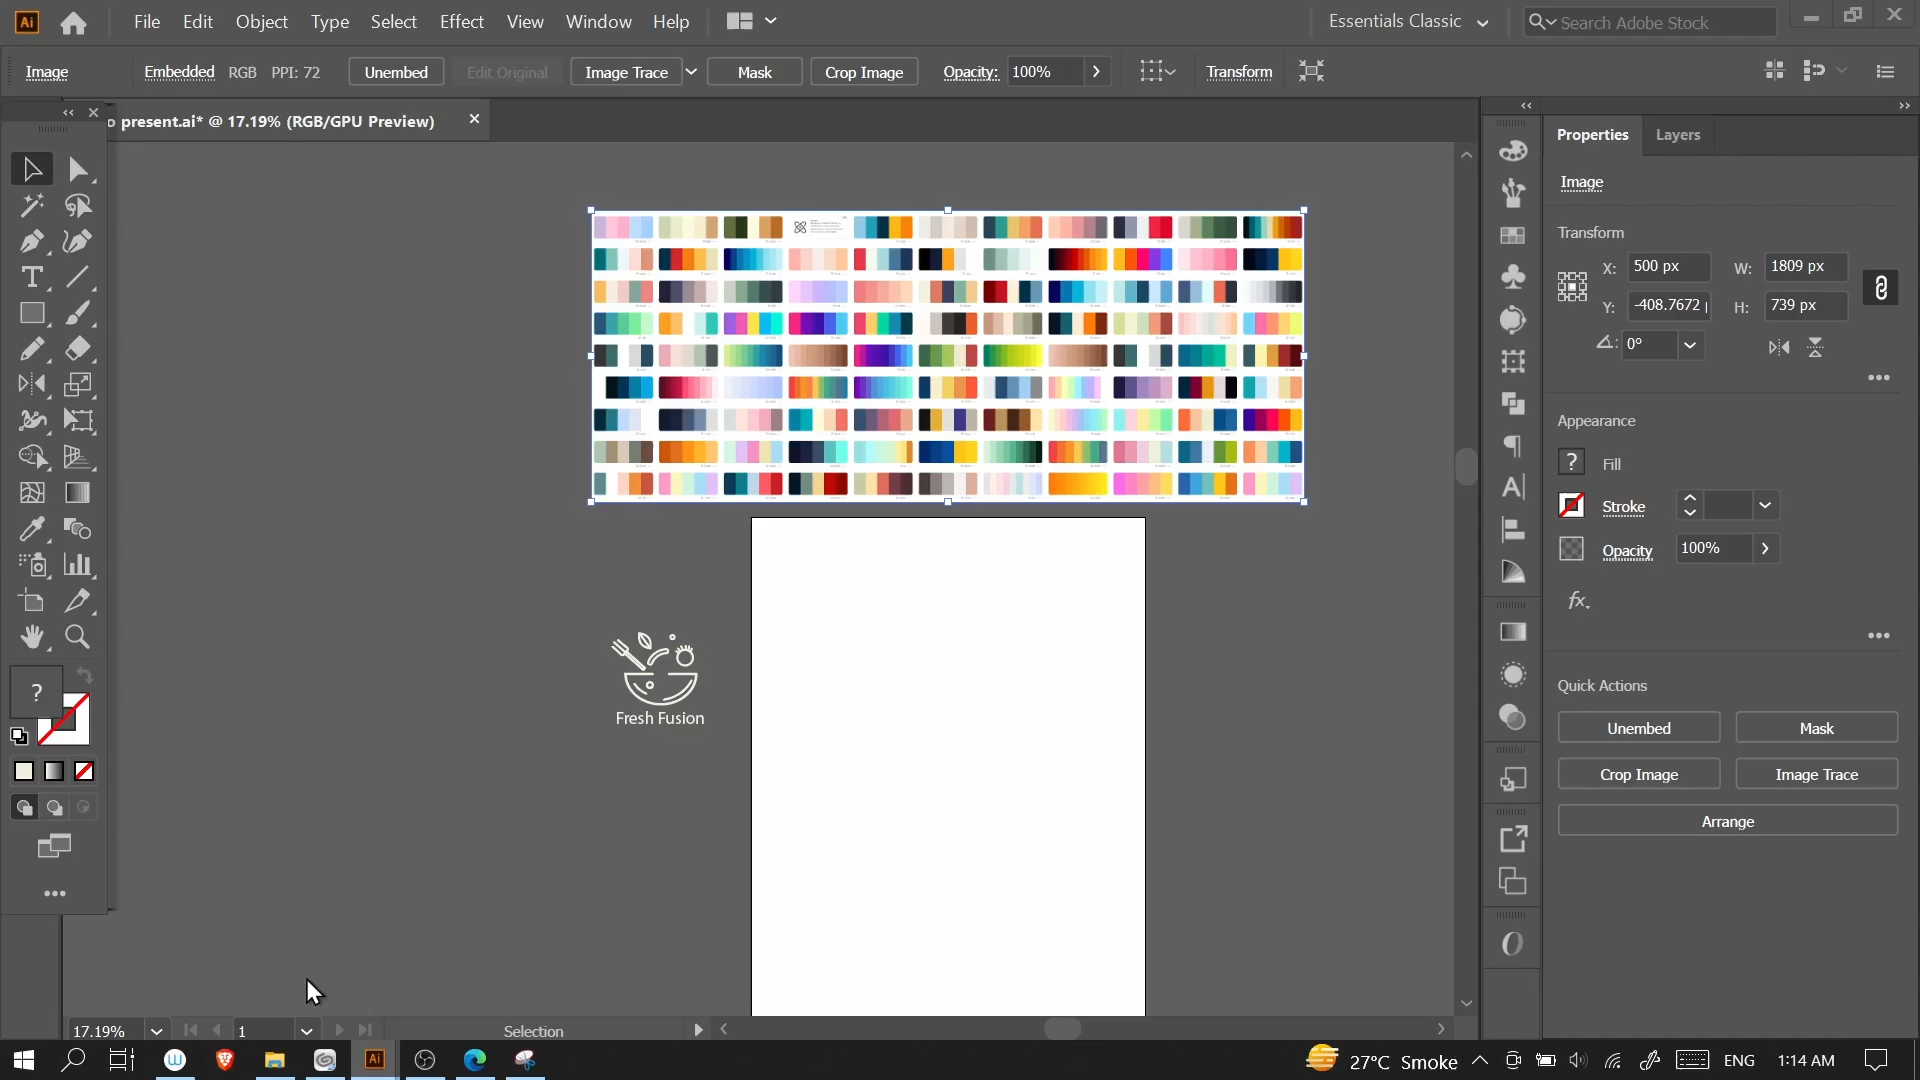 Ai File Edit Object Type Select Effect View Window Help Essentials Classic Search Adobe Stock
Image Embedded RGB PPI: 72 Unembed Edit Original Image Trace Mask Crop Image Opacity: 100% Transform
o present.ai* @ 17.19% (RGB/GPU Preview)
Properties Layers
Image
Transform
X: 500 px W: 1809 px
Y: -408.7672 H: 739 px
0°
Appearance
? Fill
Stroke
Opacity 100%
fx.
Quick Actions
Unembed Mask
Crop Image Image Trace
Arrange
?
Fresh Fusion
17.19% 1 Selection
Ai 27°C Smoke ENG 1:14 AM